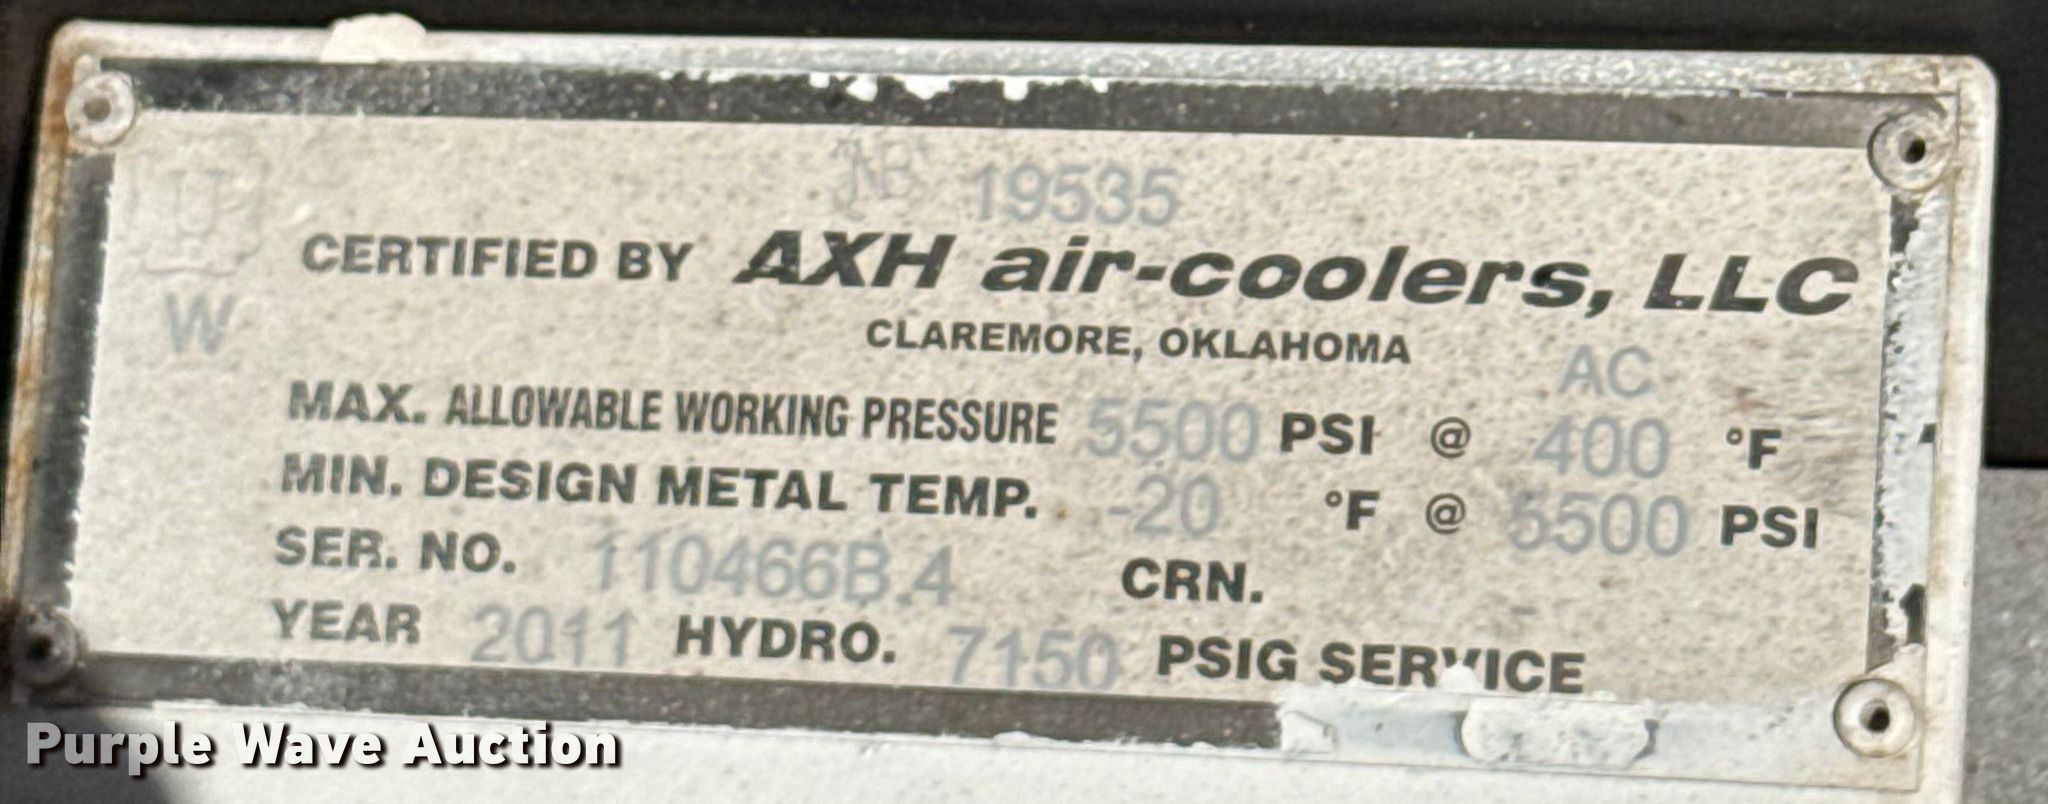 NB 19535
U
CERTIFIED BY AXH air-coolers, LLC
W
CLAREMORE, OKLAHOMA
AC
MAX. ALLOWABLE WORKING PRESSURE 5500 PSI @ 400 °F
MIN. DESIGN METAL TEMP. -20 °F @ 5500 PSI
SER. NO. 110466B.4 CRN.
YEAR 2011 HYDRO. 7150 PSIG SERVICE
Purple Wave Auction